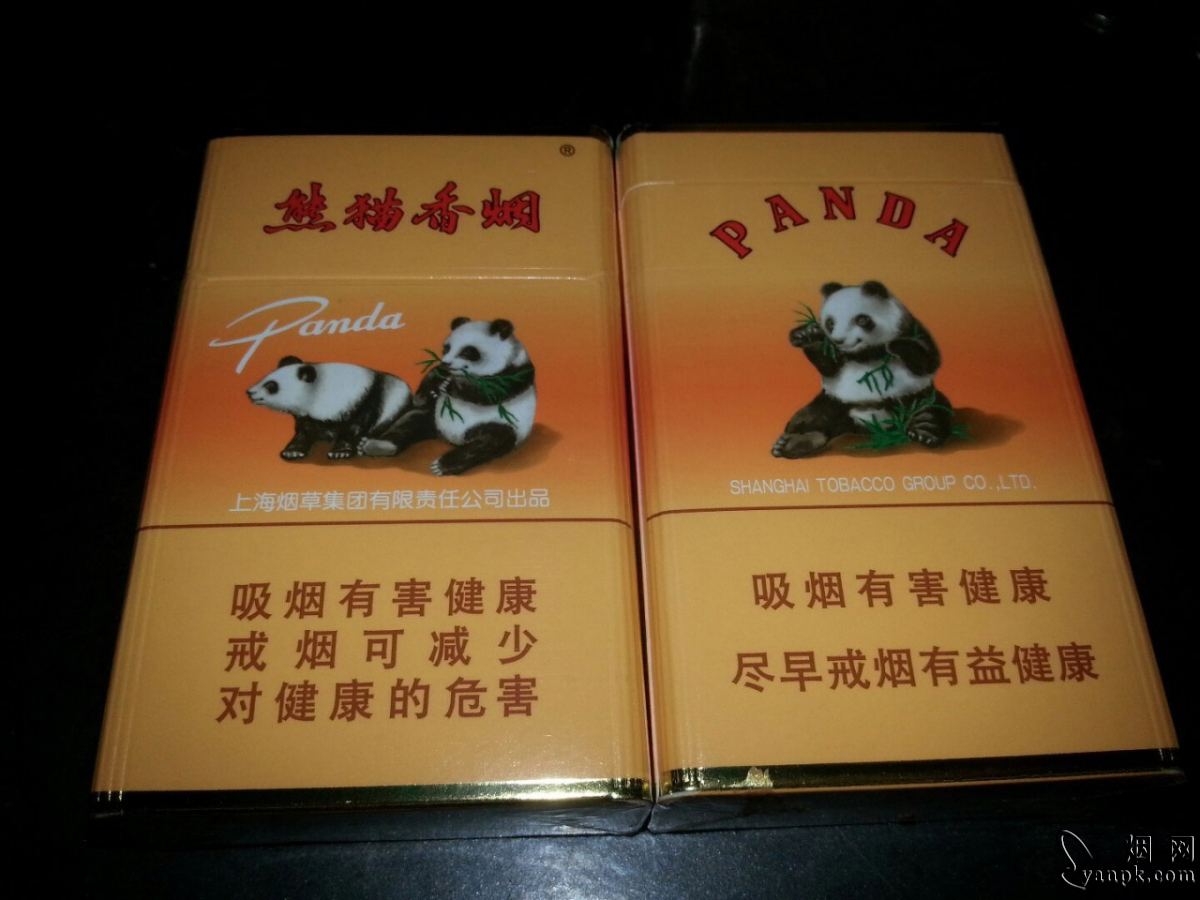 熊猫香烟
®
Panda
上海烟草集团有限责任公司出品
吸烟有害健康
戒烟可减少
对健康的危害
PANDA
SHANGHAI TOBACCO GROUP CO.,LTD.
吸烟有害健康
尽早戒烟有益健康
烟网
yanpk.com